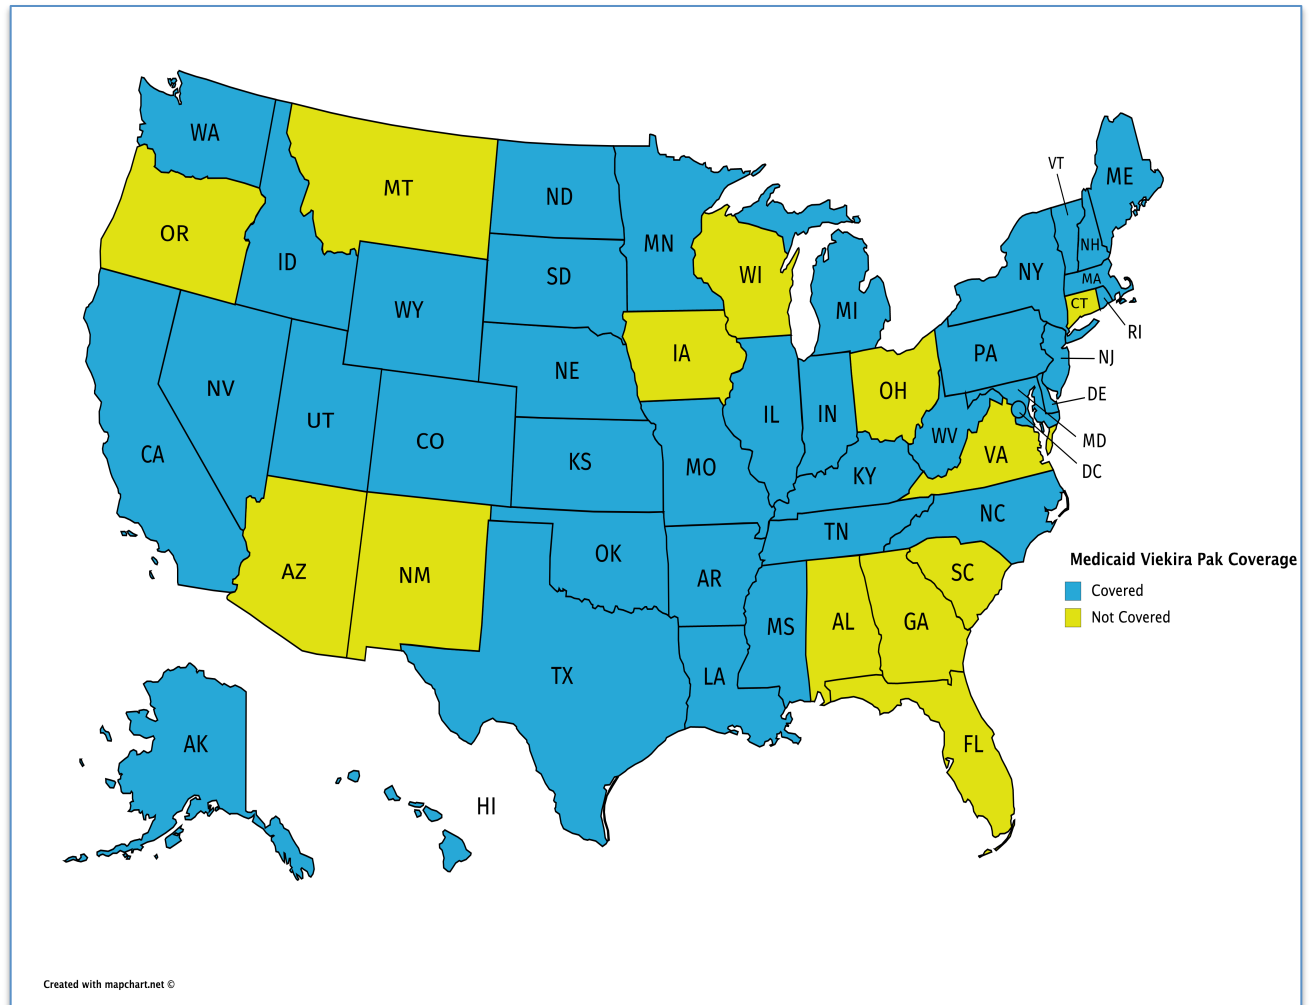 WA
MT
ND
MN
VT
ME
OR
ID
SD
WI
NY
NH
MA
CT
RI
WY
MI
IA
PA
NJ
NE
NV
OH
DE
UT
IL
IN
CO
WV
MD
CA
KS
MO
VA
DC
KY
NC
TN
OK
Medicaid Viekira Pak Coverage
AZ
NM
AR
SC
Covered
Not Covered
MS
AL
GA
TX
LA
AK
FL
HI
Created with mapchart.net ©